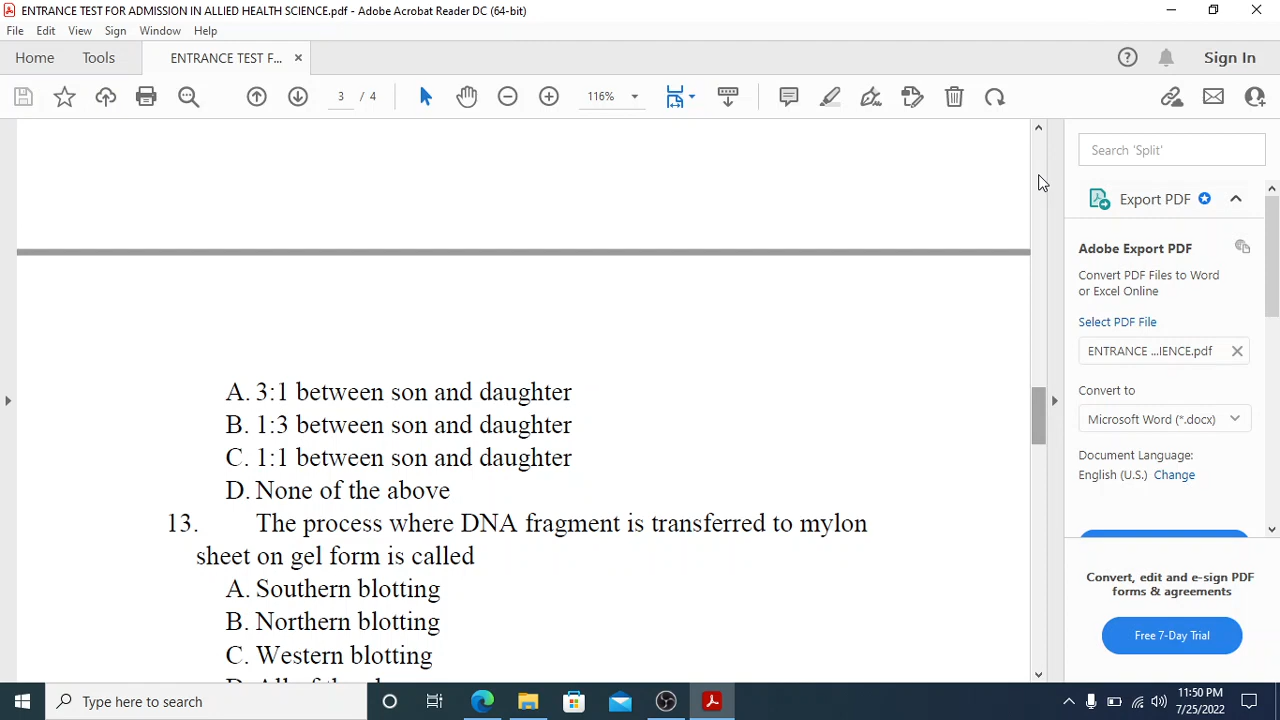 ENTRANCE TEST FOR ADMISSION IN ALLIED HEALTH SCIENCE.pdf - Adobe Acrobat Reader DC (64-bit)
File Edit View Sign Window Help
Home Tools ENTRANCE TEST F... Sign In
3 / 4 116%
Search 'Split'
Export PDF
Adobe Export PDF
Convert PDF Files to Word
or Excel Online
Select PDF File
ENTRANCE ...IENCE.pdf
Convert to
Microsoft Word (*.docx)
Document Language:
English (U.S.) Change
Convert, edit and e-sign PDF
forms & agreements
Free 7-Day Trial
A. 3:1 between son and daughter
B. 1:3 between son and daughter
C. 1:1 between son and daughter
D. None of the above
13. The process where DNA fragment is transferred to mylon
sheet on gel form is called
A. Southern blotting
B. Northern blotting
C. Western blotting
Type here to search
11:50 PM
7/25/2022